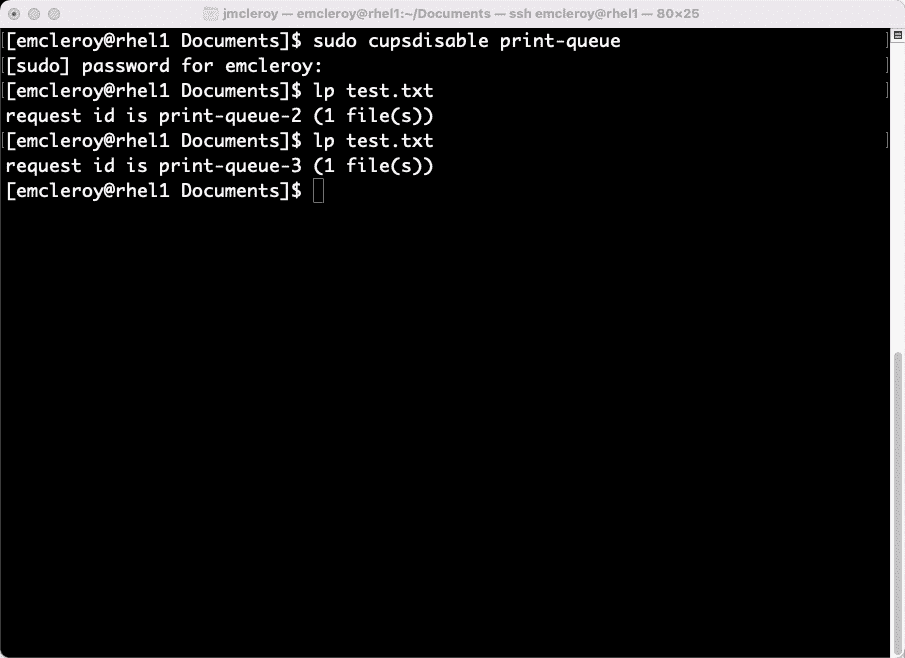 jmcleroy — emcleroy@rhel1:~/Documents — ssh emcleroy@rhel1 — 80×25
[emcleroy@rhel1 Documents]$ sudo cupsdisable print-queue
[sudo] password for emcleroy:
[emcleroy@rhel1 Documents]$ lp test.txt
request id is print-queue-2 (1 file(s))
[emcleroy@rhel1 Documents]$ lp test.txt
request id is print-queue-3 (1 file(s))
[emcleroy@rhel1 Documents]$